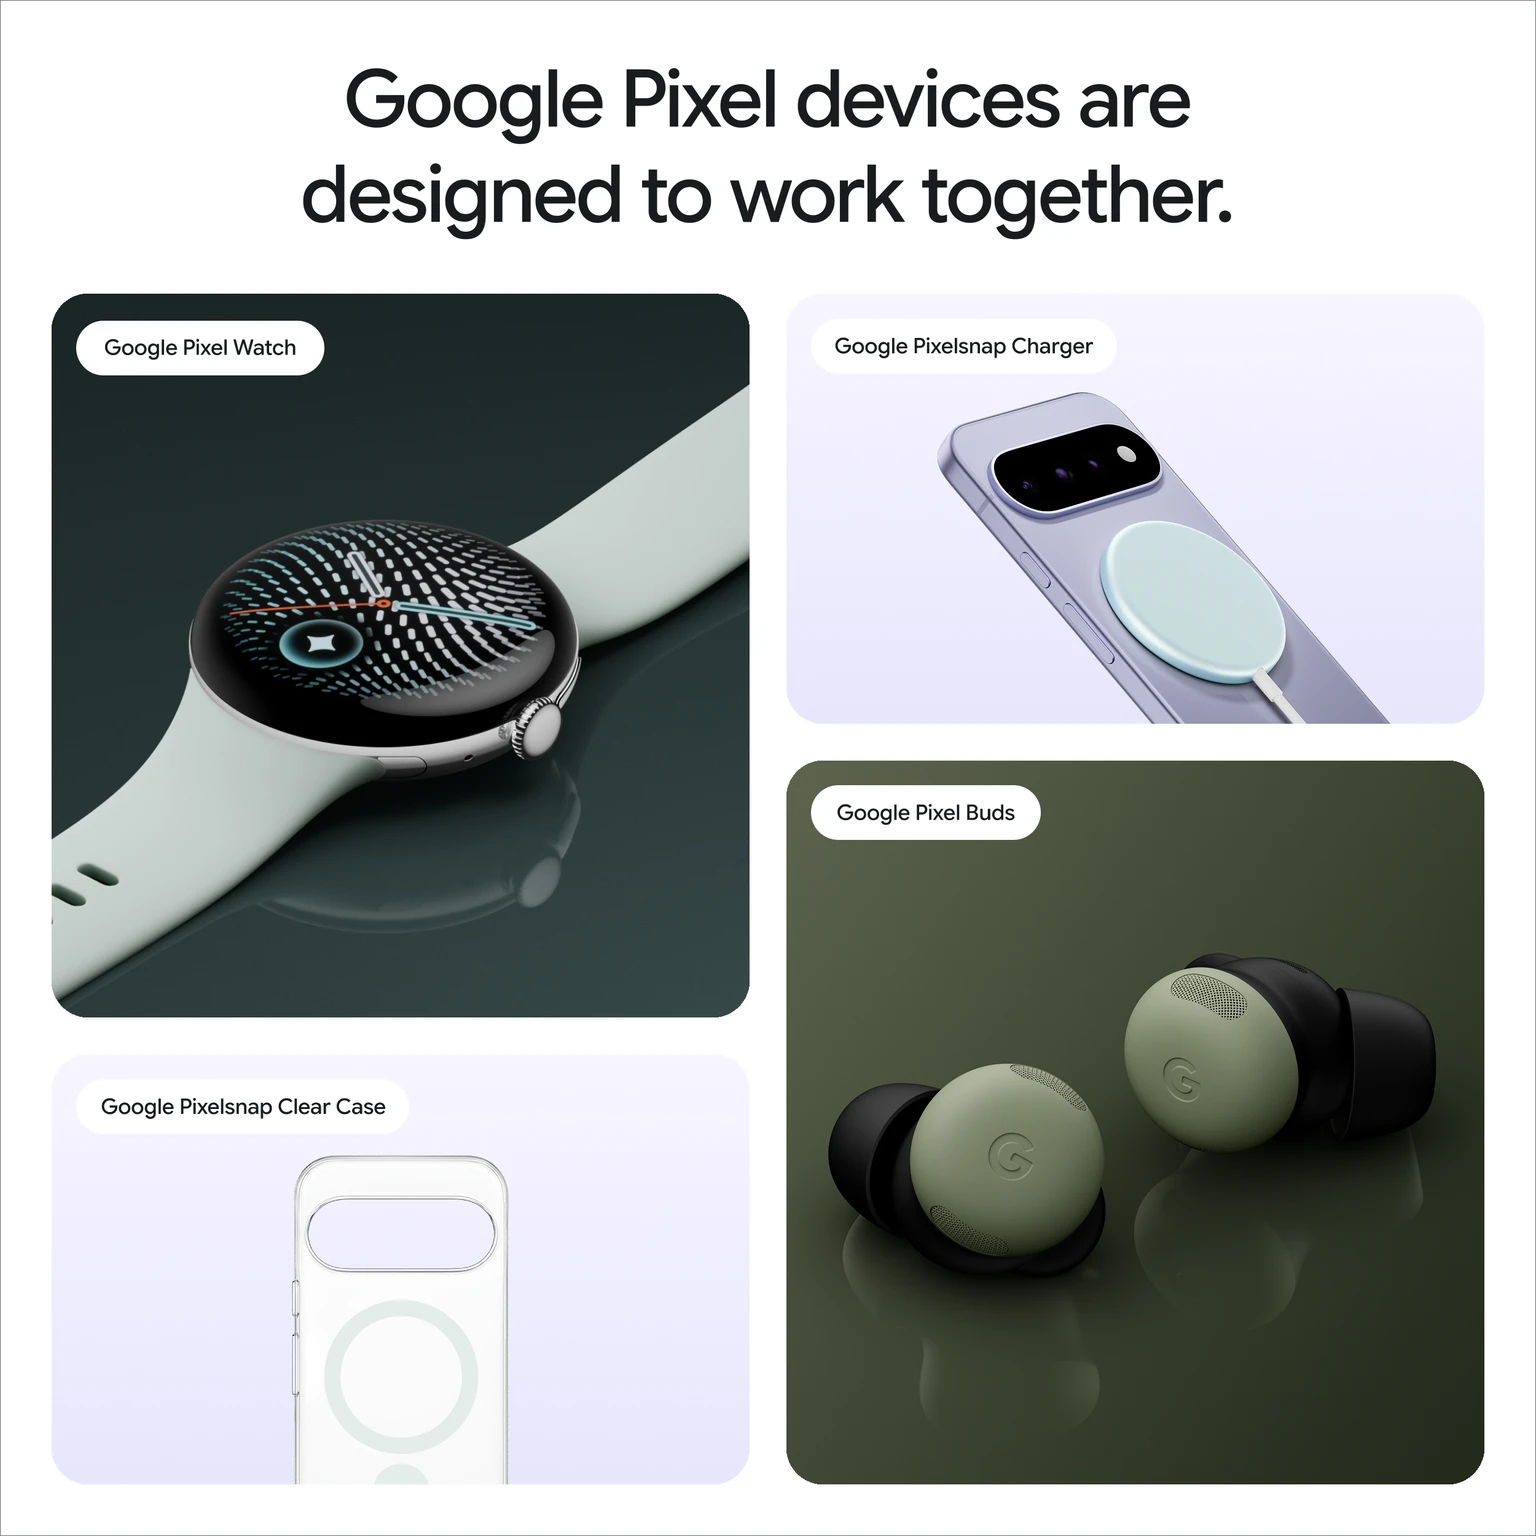 Google Pixel devices are
designed to work together.
Google Pixel Watch
Google Pixelsnap Charger
Google Pixel Buds
G
G
Google Pixelsnap Clear Case